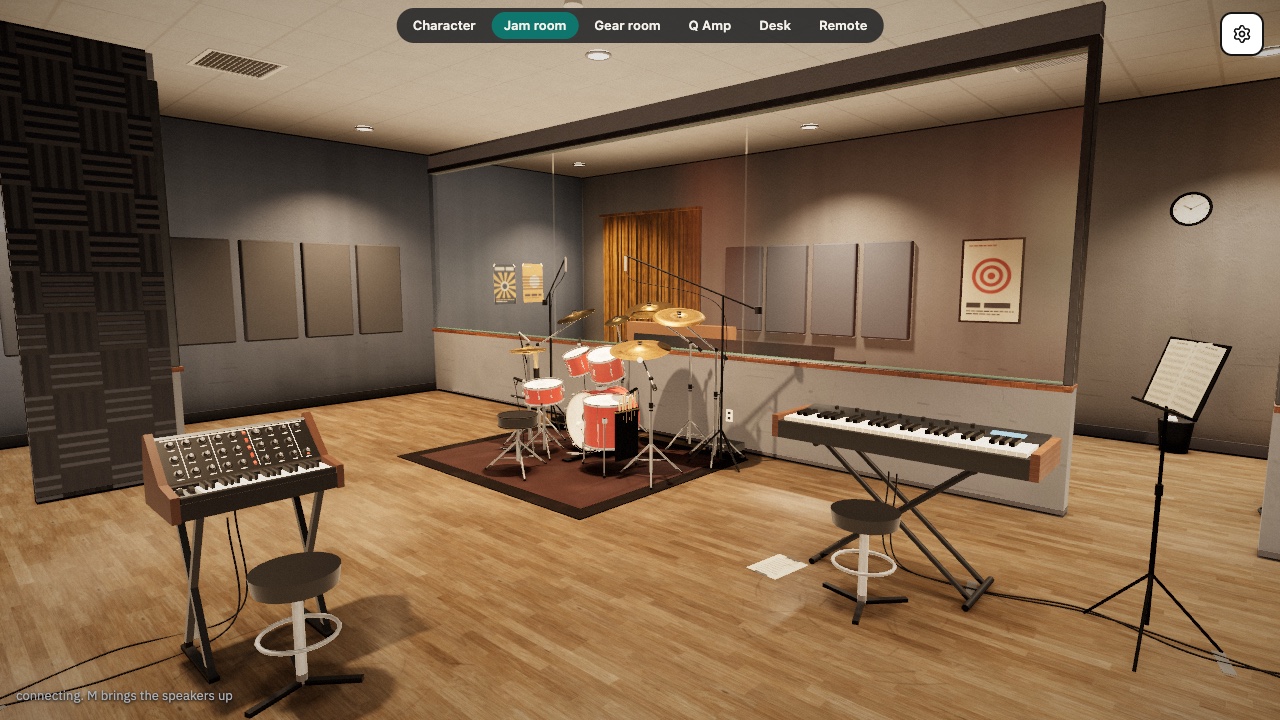 Character
Jam room
Gear room
Q Amp
Desk
Remote
connecting. M brings the speakers up